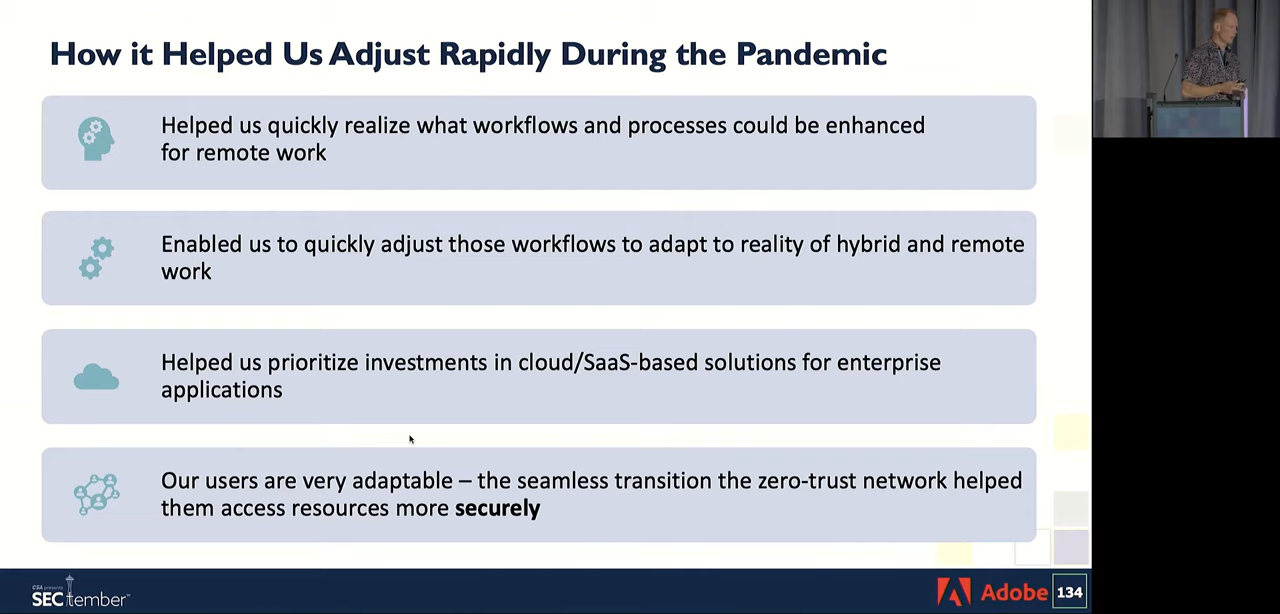 How it Helped Us Adjust Rapidly During the Pandemic
Helped us quickly realize what workflows and processes could be enhanced
for remote work
Enabled us to quickly adjust those workflows to adapt to reality of hybrid and remote
work
Helped us prioritize investments in cloud/SaaS-based solutions for enterprise
applications
Our users are very adaptable – the seamless transition the zero-trust network helped
them access resources more securely
CSA presents
SECtember™
Adobe 134